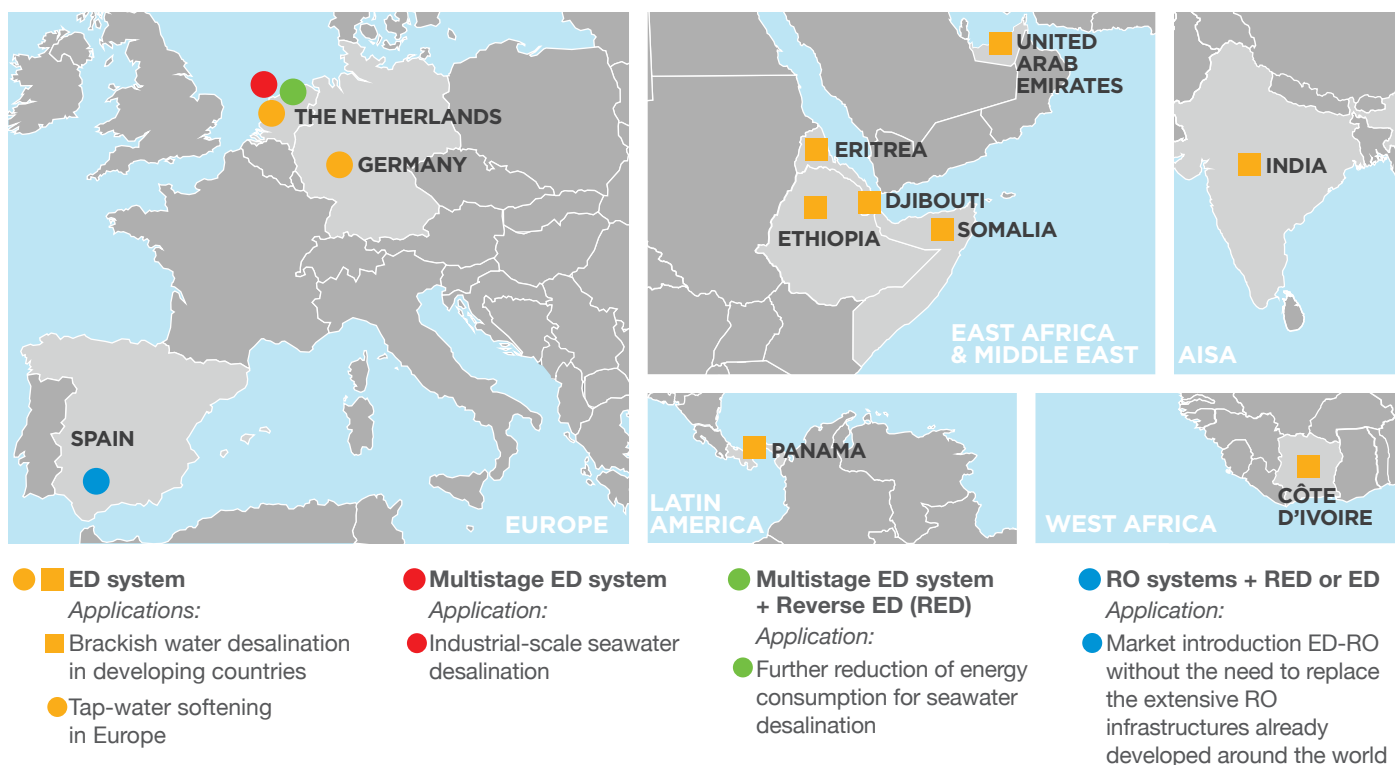 THE NETHERLANDS
GERMANY
SPAIN
EUROPE
UNITED
ARAB
EMIRATES
ERITREA
DJIBOUTI
ETHIOPIA
SOMALIA
EAST AFRICA
& MIDDLE EAST
INDIA
AISA
PANAMA
LATIN
AMERICA
CÔTE
D'IVOIRE
WEST AFRICA
ED system
Applications:
Brackish water desalination
in developing countries
Tap-water softening
in Europe
Multistage ED system
Application:
Industrial-scale seawater
desalination
Multistage ED system
+ Reverse ED (RED)
Application:
Further reduction of energy
consumption for seawater
desalination
RO systems + RED or ED
Application:
Market introduction ED-RO
without the need to replace
the extensive RO
infrastructures already
developed around the world